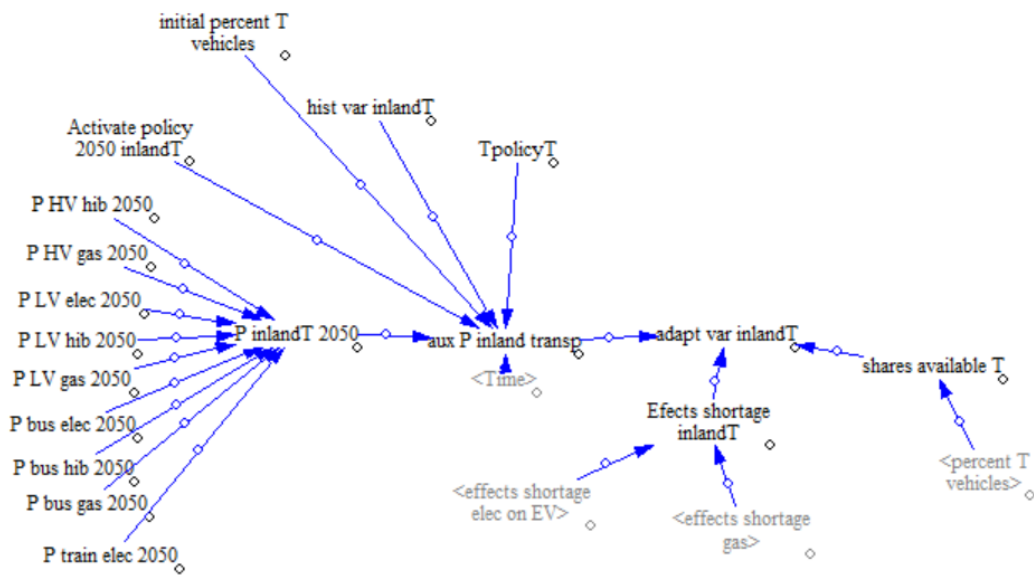 initial percent T
vehicles
hist var inlandT
Activate policy
2050 inlandT
TpolicyT
P HV hib 2050
P HV gas 2050
P LV elec 2050
P LV hib 2050
P LV gas 2050
P bus elec 2050
P bus hib 2050
P bus gas 2050
P train elec 2050
P inlandT 2050
aux P inland transp
<Time>
adapt var inlandT
shares available T
Efects shortage
inlandT
<effects shortage
elec on EV>
<effects shortage
gas>
<percent T
vehicles>